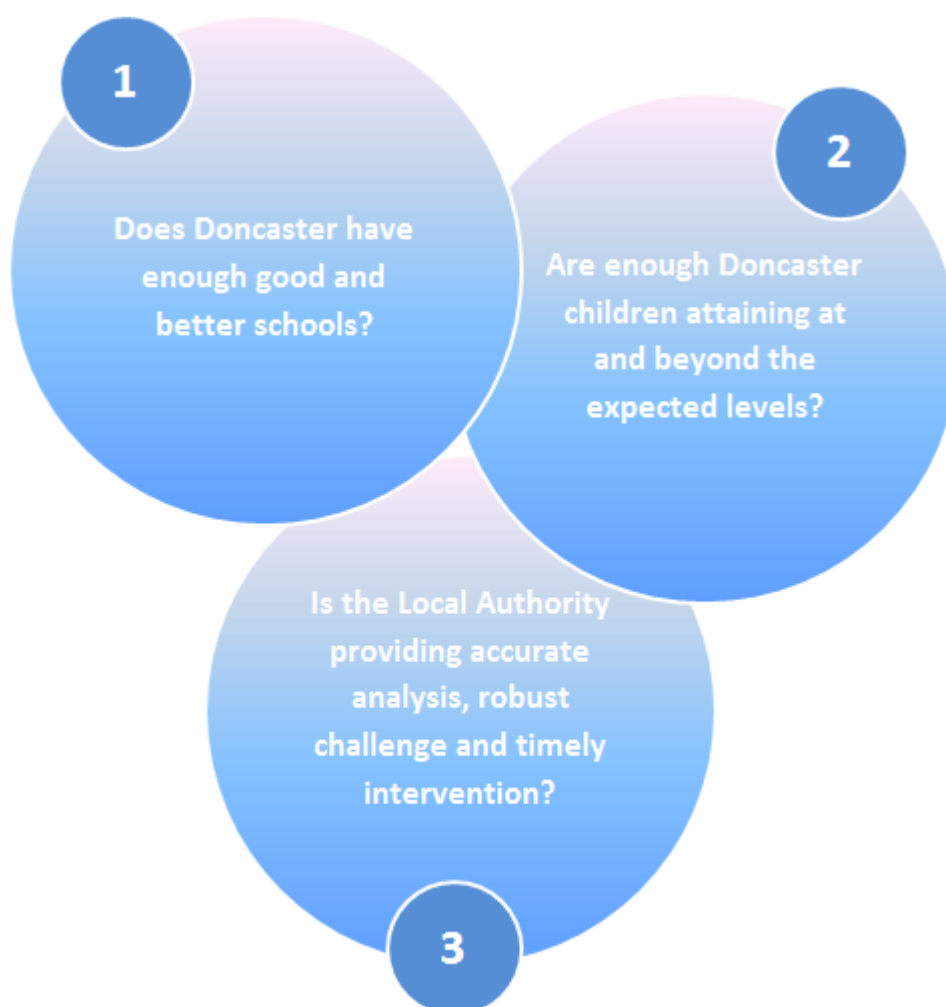 1
Does Doncaster have
enough good and
better schools?
2
Are enough Doncaster
children attaining at
and beyond the
expected levels?
Is the Local Authority
providing accurate
analysis, robust
challenge and timely
intervention?
3